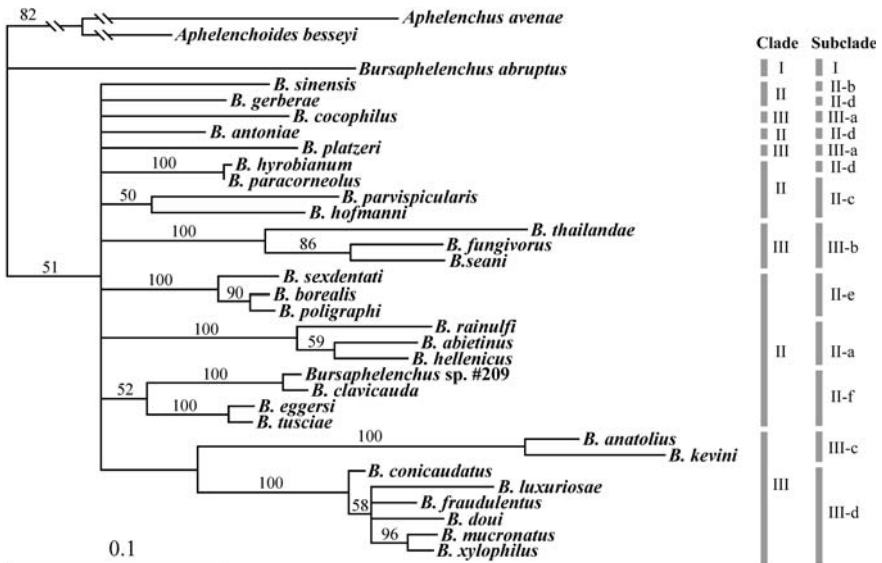 82
Aphelenchus avenae
Aphelenchoides besseyi
Clade Subclade
Bursaphelenchus abruptus I I
B. sinensis II-b
II
B. gerberae II-d
B. cocophilus III III-a
B. antoniae II II-d
B. platzeri III III-a
100 B. hyrobianum II-d
B. paracorneolus
II
50 B. parvispicularis II-c
B. hofmanni
100 B. thailandae
86 B. fungivorus III III-b
B.seani
51
100 B. sexdentati
90 B. borealis II-e
B. poligraphi
100 B. rainulfi
59 B. abietinus II II-a
B. hellenicus
100 Bursaphelenchus sp. #209
52 B. clavicauda II-f
100 B. eggersi
B. tusciae
100 B. anatolius III-c
B. kevini
100 B. conicaudatus
B. luxuriosae III
58 B. fraudulentus
B. doui III-d
96 B. mucronatus
B. xylophilus
0.1